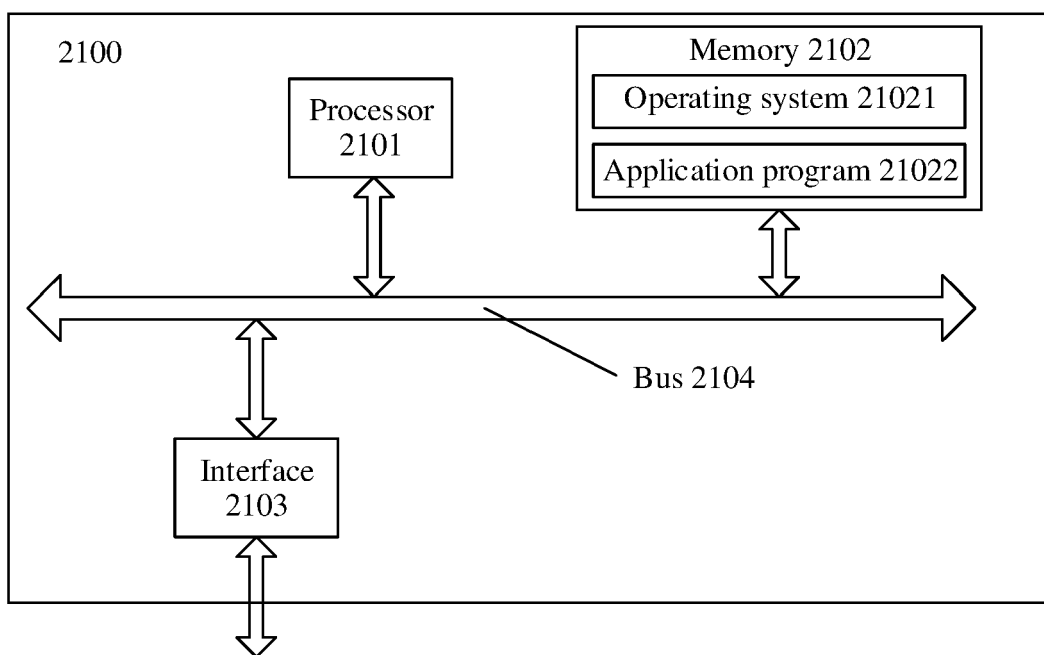 2100
Memory 2102
Operating system 21021
Application program 21022
Processor
2101
Bus 2104
Interface
2103